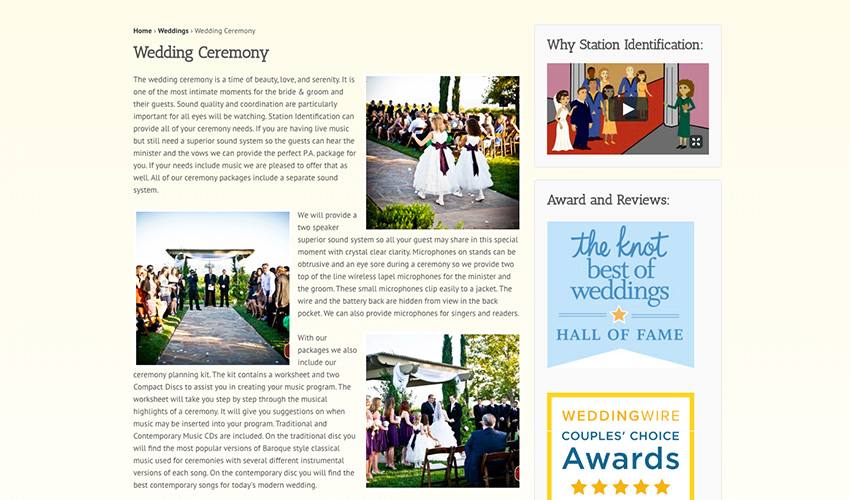 Home › Weddings › Wedding Ceremony
Wedding Ceremony
The wedding ceremony is a time of beauty, love, and serenity. It is
one of the most intimate moments for the bride & groom and
their guests. Sound quality and coordination are particularly
important for all eyes will be watching. Station Identification can
provide all of your ceremony needs. If you are having live music
but still need a superior sound system so the guests can hear the
minister and the vows we can provide the perfect P.A. package for
you. If your needs include music we are pleased to offer that as
well. All of our ceremony packages include a separate sound
system.
We will provide a
two speaker
superior sound system so all your guest may share in this special
moment with crystal clear clarity. Microphones on stands can be
obtrusive and an eye sore during a ceremony so we provide two
top of the line wireless lapel microphones for the minister and
the groom. These small microphones clip easily to a jacket. The
wire and the battery back are hidden from view in the back
pocket. We can also provide microphones for singers and readers.
With our
packages we also
include our
ceremony planning kit. The kit contains a worksheet and two
Compact Discs to assist you in creating your music program. The
worksheet will take you step by step through the musical
highlights of a ceremony. It will give you suggestions on when
music may be inserted into your program. Traditional and
Contemporary Music CDs are included. On the traditional disc you
will find the most popular versions of Baroque style classical
music used for ceremonies with several different instrumental
versions of each song. On the contemporary disc you will find the
best contemporary songs for today's modern wedding.
Why Station Identification:
Award and Reviews:
the knot
best of
weddings
HALL OF FAME
WEDDINGWIRE
COUPLES' CHOICE
Awards